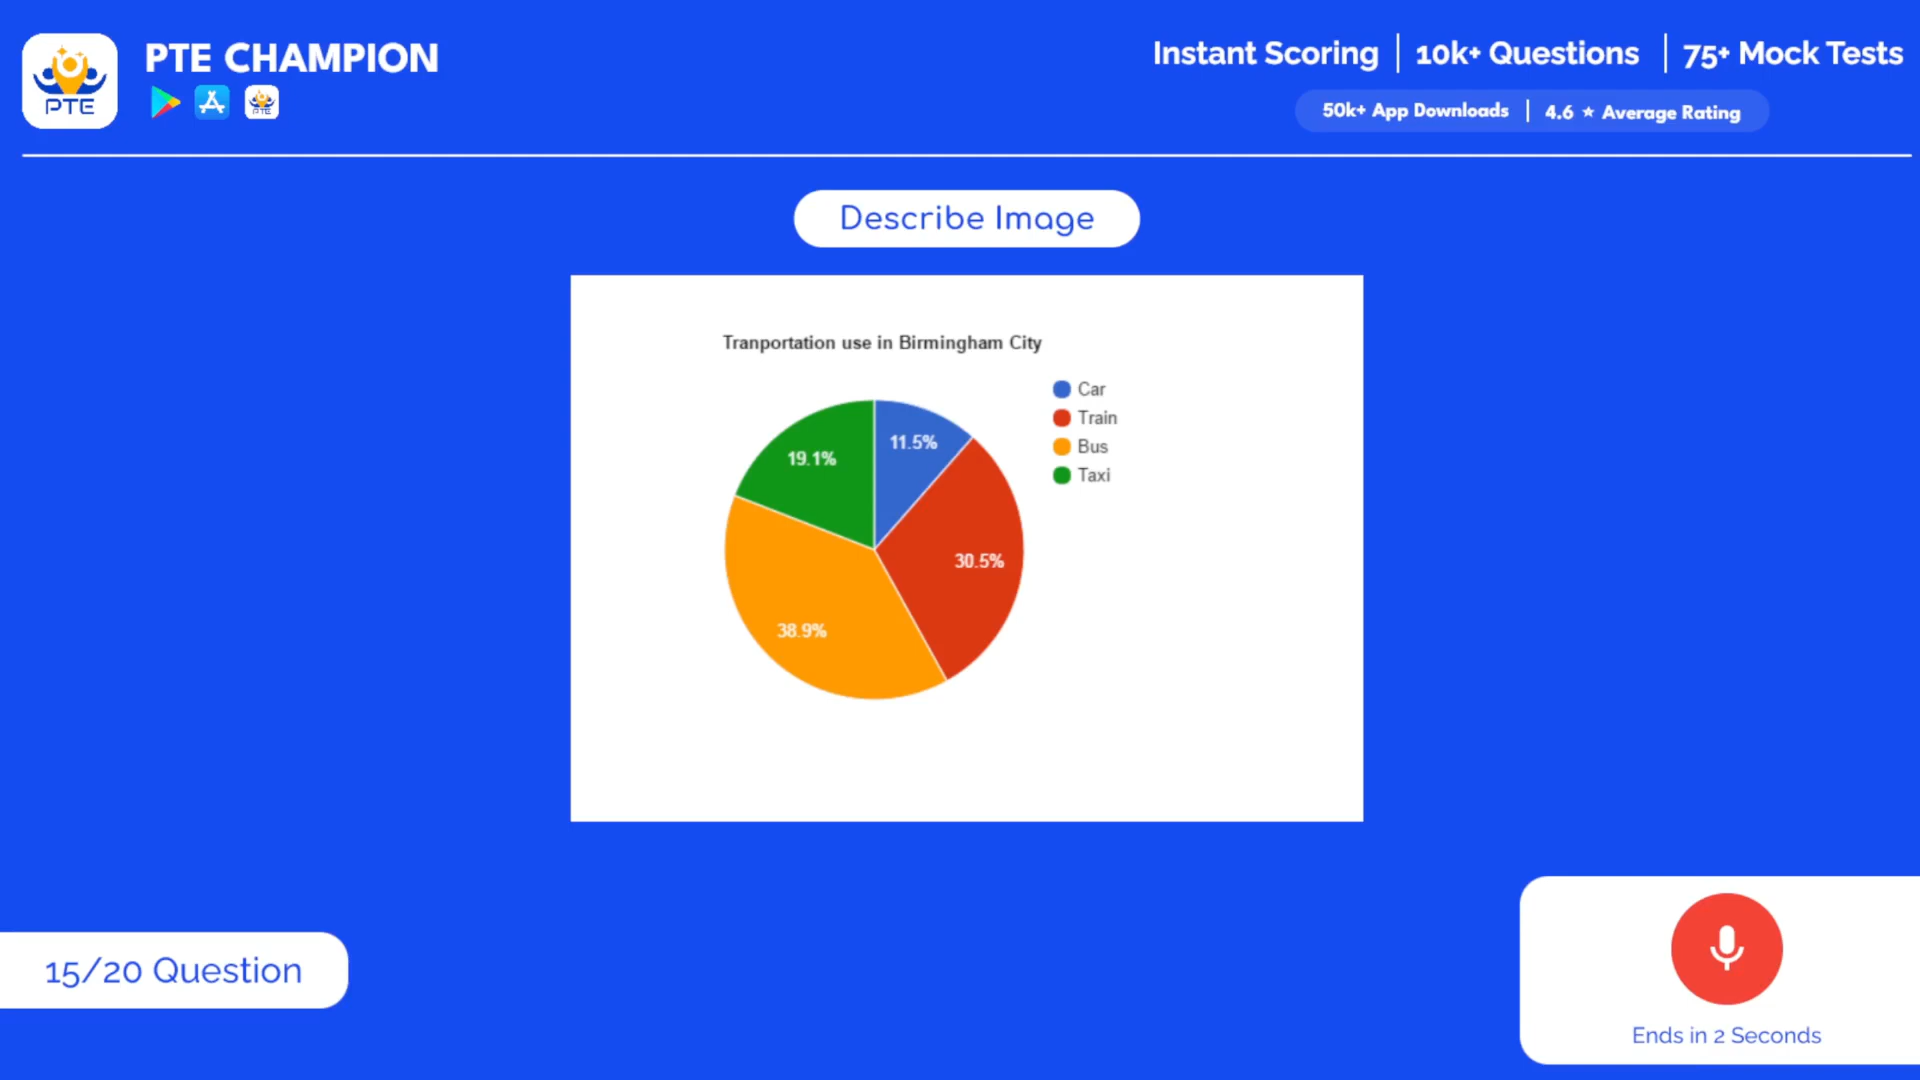 PTE CHAMPION
PTE
PTE
Instant Scoring | 10k+ Questions | 75+ Mock Tests
50k+ App Downloads | 4.6 ★ Average Rating
Describe Image
Tranportation use in Birmingham City
Car
Train
Bus
Taxi
11.5%
19.1%
30.5%
38.9%
15/20 Question
Ends in 2 Seconds